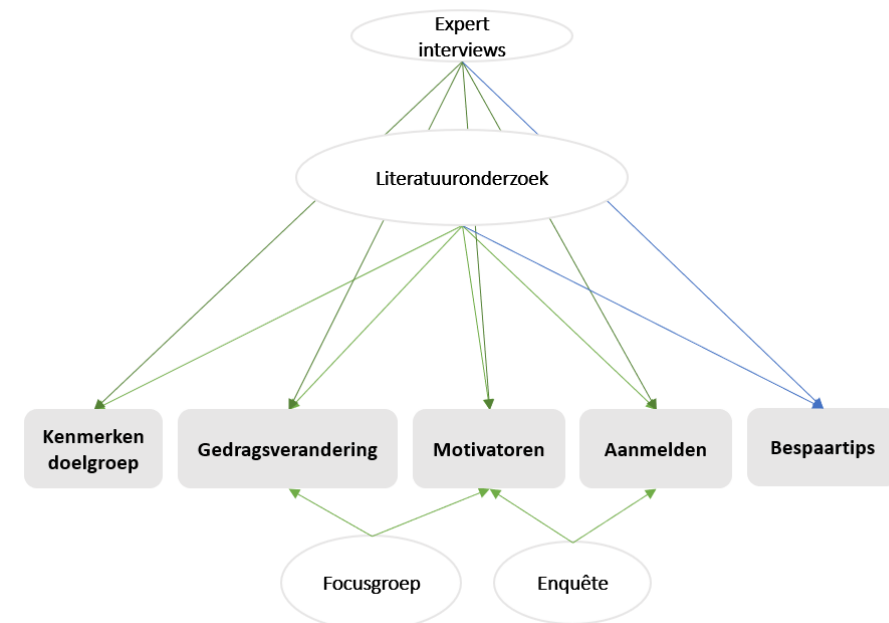 Expert
interviews
Literatuuronderzoek
Kenmerken
doelgroep
Gedragsverandering
Motivatoren
Aanmelden
Bespaartips
Focusgroep
Enquête